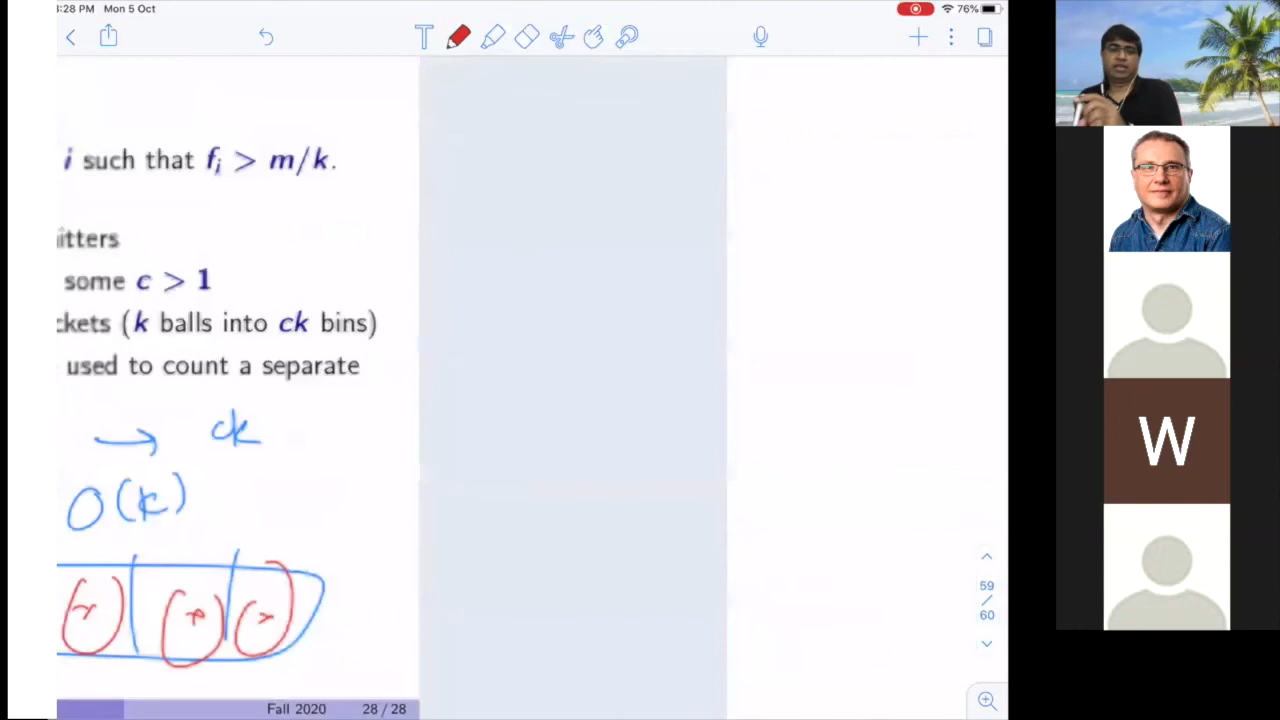 3:28 PM Mon 5 Oct
76%
T
i such that fᵢ > m/k.
itters
some c > 1
ckets (k balls into ck bins)
used to count a separate
→ ck
O(k)
59
/
60
Fall 2020 28 / 28
W